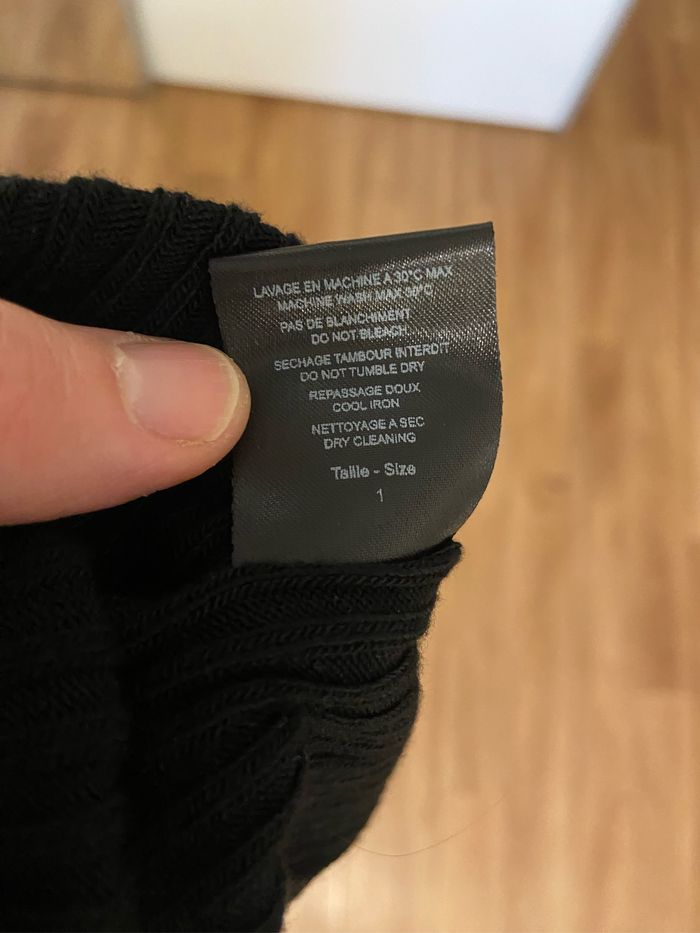 LAVAGE EN MACHINE A 30°C MAX
MACHINE WASH MAX 30°C
PAS DE BLANCHIMENT
DO NOT BLEACH
SECHAGE TAMBOUR INTERDIT
DO NOT TUMBLE DRY
REPASSAGE DOUX
COOL IRON
NETTOYAGE A SEC
DRY CLEANING
Taille - Size
1